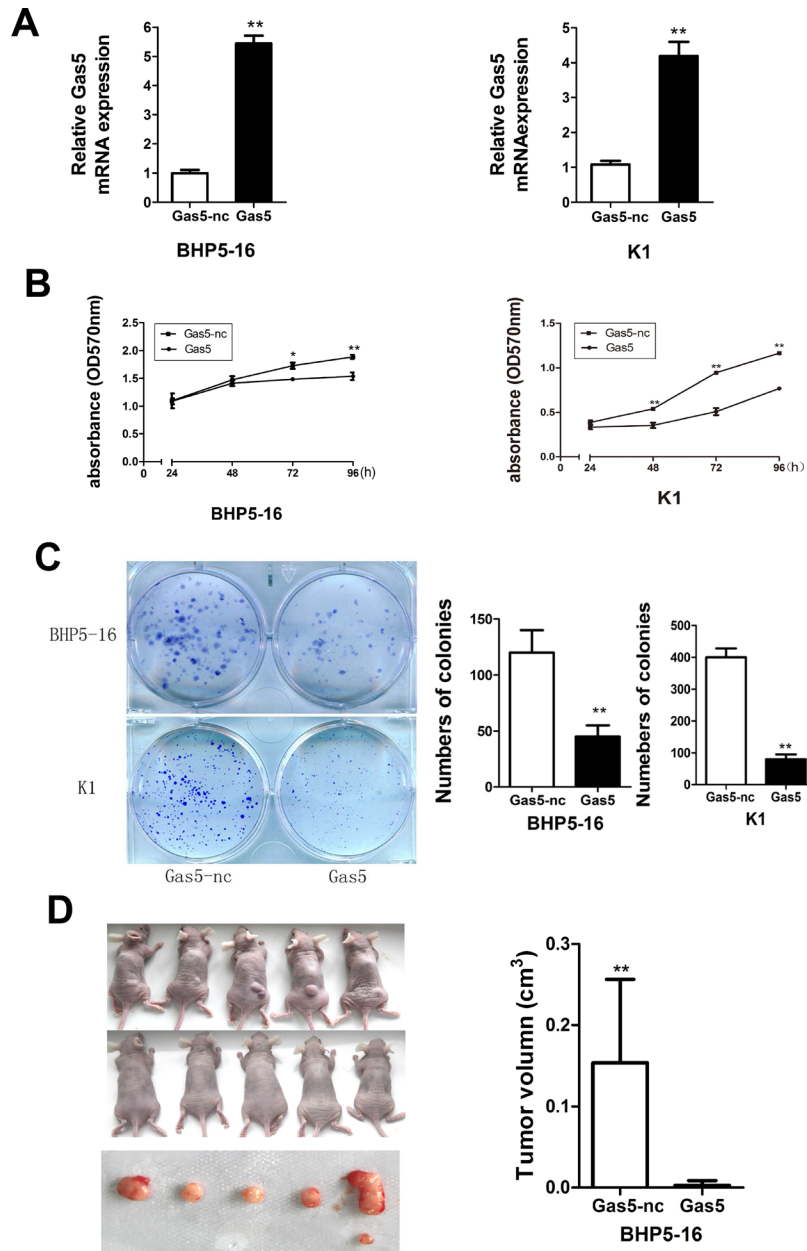 A
Relative Gas5
mRNA expression
6
5
4
3
2
1
0
**
Gas5-nc Gas5
BHP5-16
Relative Gas5
mRNAexpression
5
4
3
2
1
0
**
Gas5-nc Gas5
K1
B
absorbance (OD570nm)
2.5
2.0
1.5
1.0
0.5
0.0
Gas5-nc
Gas5
* **
0 24 48 72 96(h)
BHP5-16
absorbance (OD570nm)
1.5
1.0
0.5
0.0
Gas5-nc
Gas5
** ** **
0 24 48 72 96(h)
K1
C
BHP5-16
K1
Gas5-nc Gas5
Numbers of colonies
150
100
50
0
**
Gas5-nc Gas5
BHP5-16
Numebers of colonies
500
400
300
200
100
0
**
Gas5-nc Gas5
K1
D
Tumor volumn (cm³)
0.3
0.2
0.1
0.0
**
Gas5-nc Gas5
BHP5-16